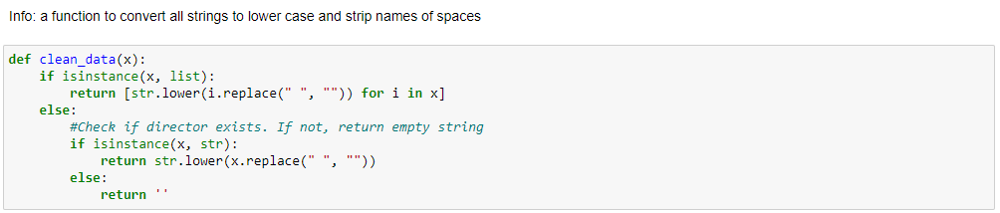 Info: a function to convert all strings to lower case and strip names of spaces
def clean_data(x):
    if isinstance(x, list):
        return [str.lower(i.replace(" ", "")) for i in x]
    else:
        #Check if director exists. If not, return empty string
        if isinstance(x, str):
            return str.lower(x.replace(" ", ""))
        else:
            return ''